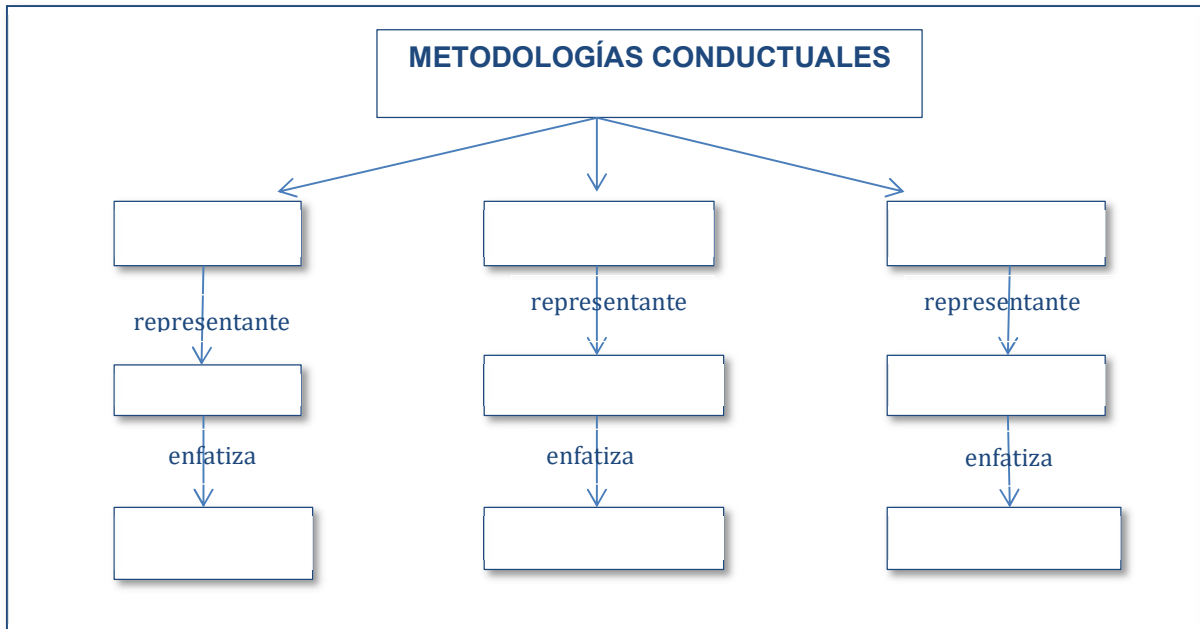 METODOLOGÍAS CONDUCTUALES
representante
representante
representante
enfatiza
enfatiza
enfatiza